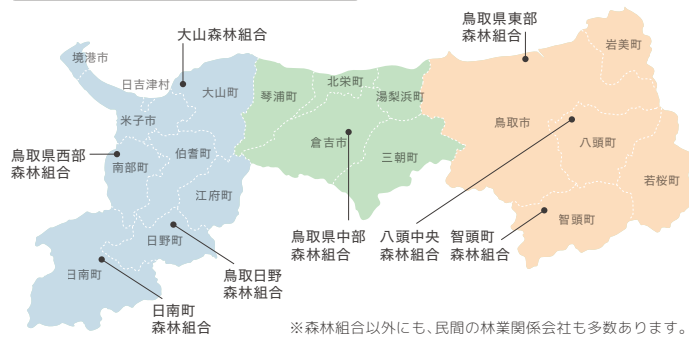 大山森林組合
鳥取県東部
森林組合
岩美町
境港市
日吉津村
大山町
琴浦町
北栄町
湯梨浜町
米子市
鳥取市
倉吉市
八頭町
鳥取県西部
森林組合
伯耆町
南部町
三朝町
若桜町
江府町
智頭町
日野町
鳥取県中部
森林組合
八頭中央
森林組合
智頭町
森林組合
日南町
鳥取日野
森林組合
日南町
森林組合
※森林組合以外にも、民間の林業関係会社も多数あります。